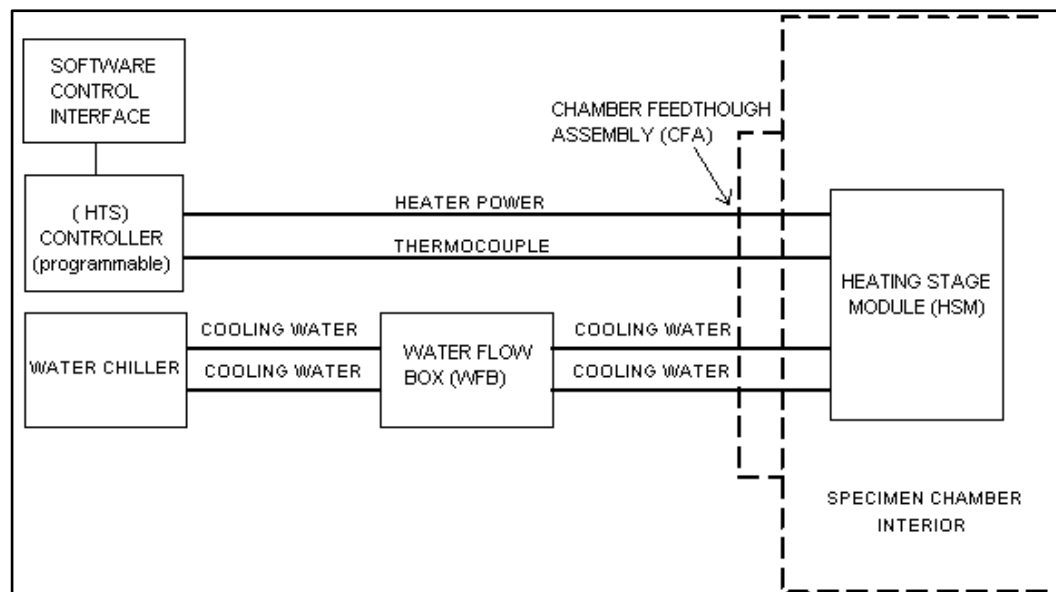 SOFTWARE
CONTROL
INTERFACE
CHAMBER FEEDTHOUGH
ASSEMBLY (CFA)
( HTS)
CONTROLLER
(programmable)
HEATER POWER
THERMOCOUPLE
HEATING STAGE
MODULE (HSM)
COOLING WATER
COOLING WATER
WATER CHILLER
WATER FLOW
BOX (WFB)
COOLING WATER
COOLING WATER
SPECIMEN CHAMBER
INTERIOR